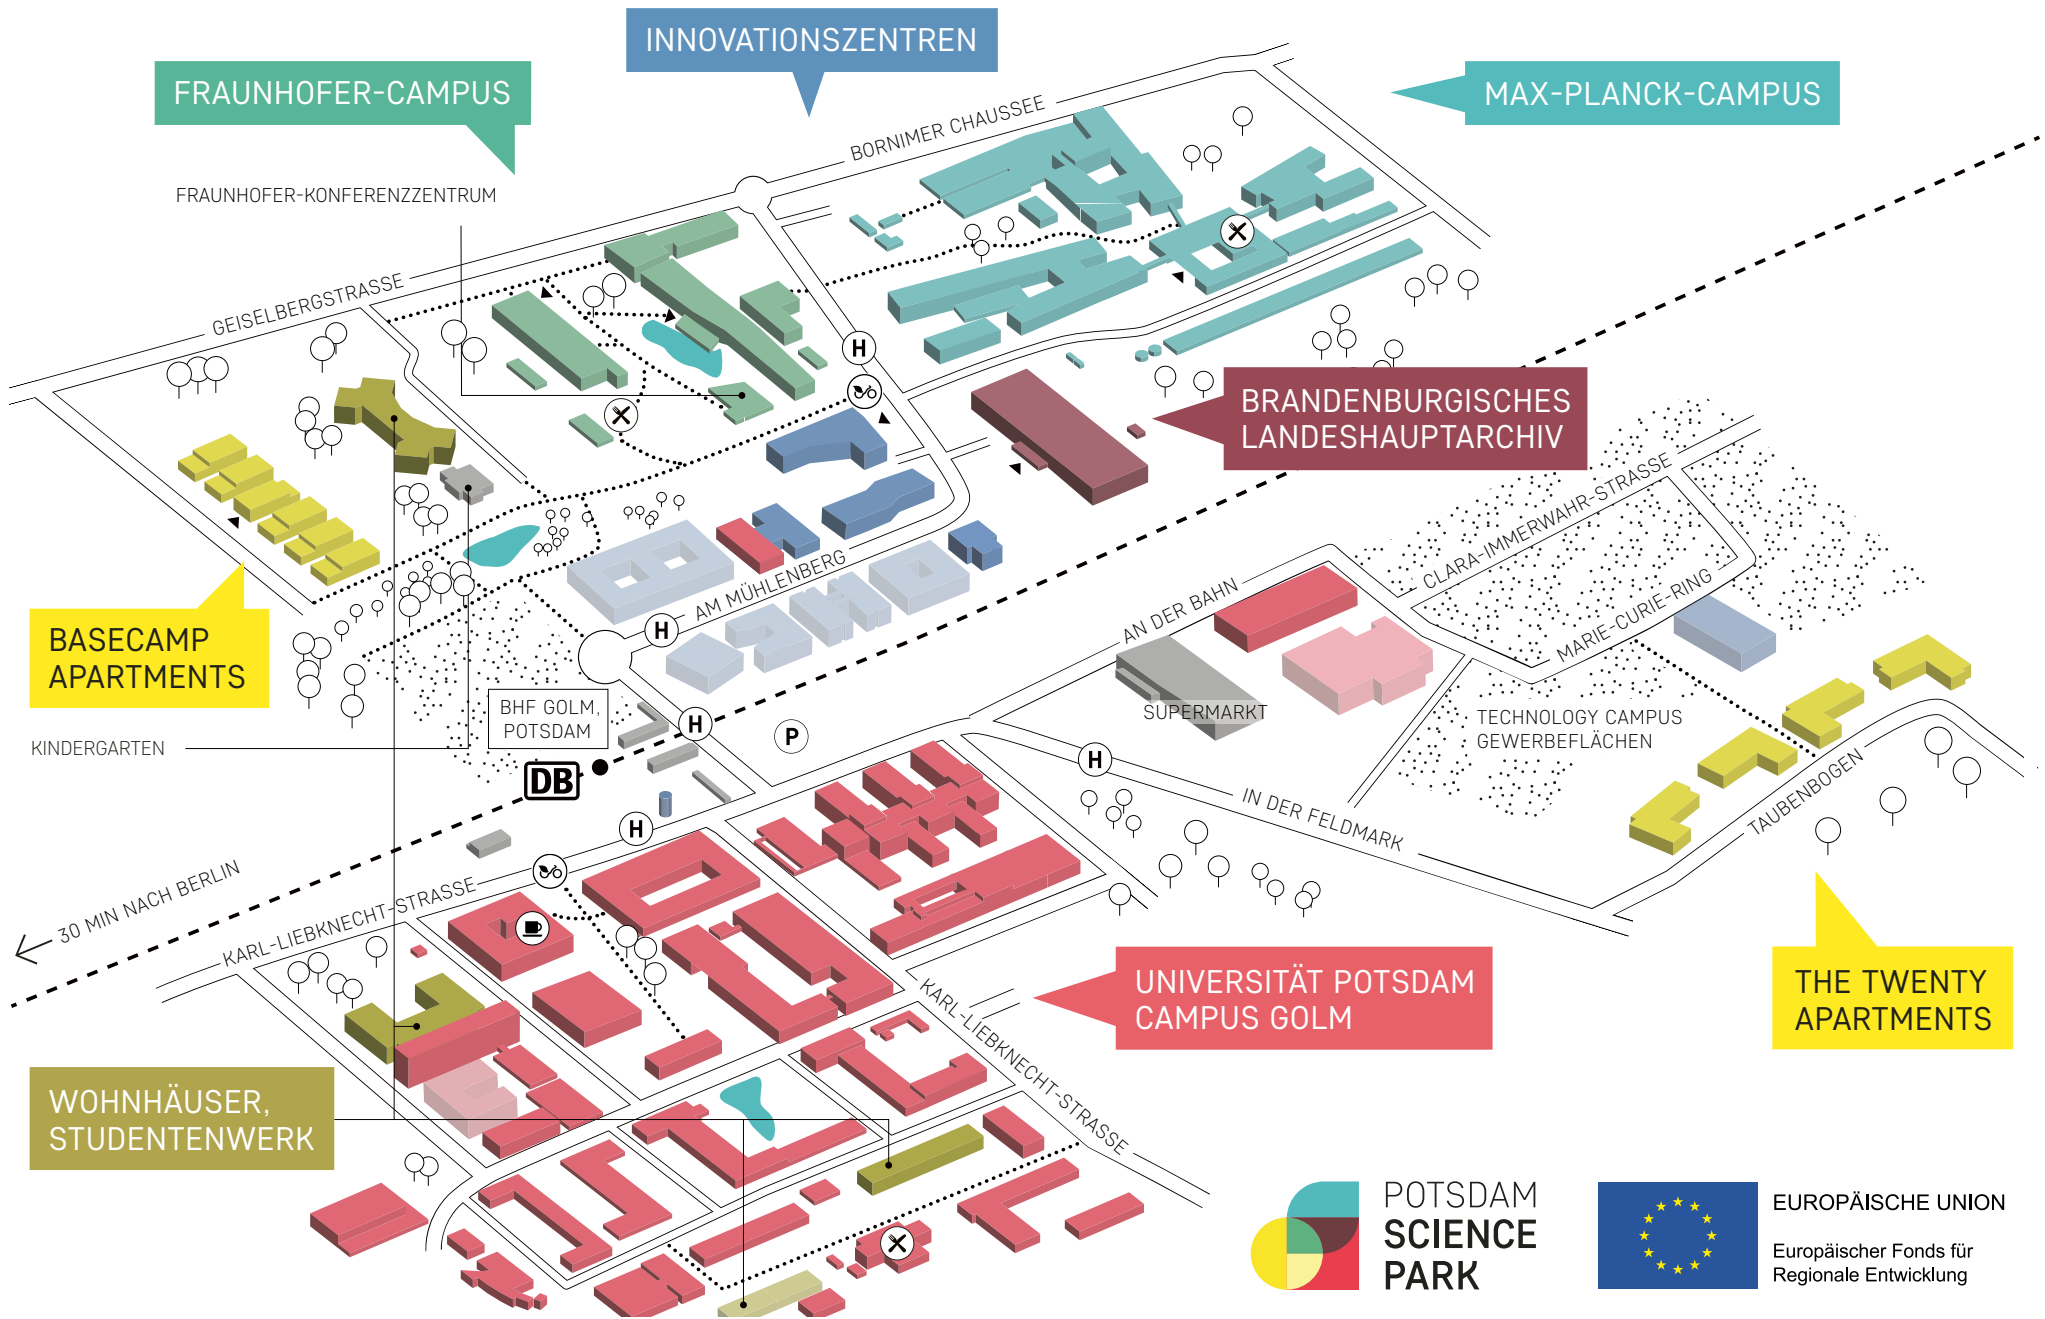 INNOVATIONSZENTREN
FRAUNHOFER-CAMPUS
MAX-PLANCK-CAMPUS
BORNIMER CHAUSSEE
FRAUNHOFER-KONFERENZZENTRUM
GEISELBERGSTRASSE
H
BRANDENBURGISCHES
LANDESHAUPTARCHIV
CLARA-IMMERWAHR-STRASSE
AM MÜHLENBERG
H
AN DER BAHN
MARIE-CURIE-RING
BASECAMP
APARTMENTS
BHF GOLM,
POTSDAM
H
P
SUPERMARKT
TECHNOLOGY CAMPUS
GEWERBEFLÄCHEN
KINDERGARTEN
DB
H
H
IN DER FELDMARK
TAUBENBOGEN
30 MIN NACH BERLIN
KARL-LIEBKNECHT-STRASSE
UNIVERSITÄT POTSDAM
CAMPUS GOLM
THE TWENTY
APARTMENTS
KARL-LIEBKNECHT-STRASSE
WOHNHÄUSER,
STUDENTENWERK
POTSDAM
SCIENCE
PARK
EUROPÄISCHE UNION
Europäischer Fonds für
Regionale Entwicklung